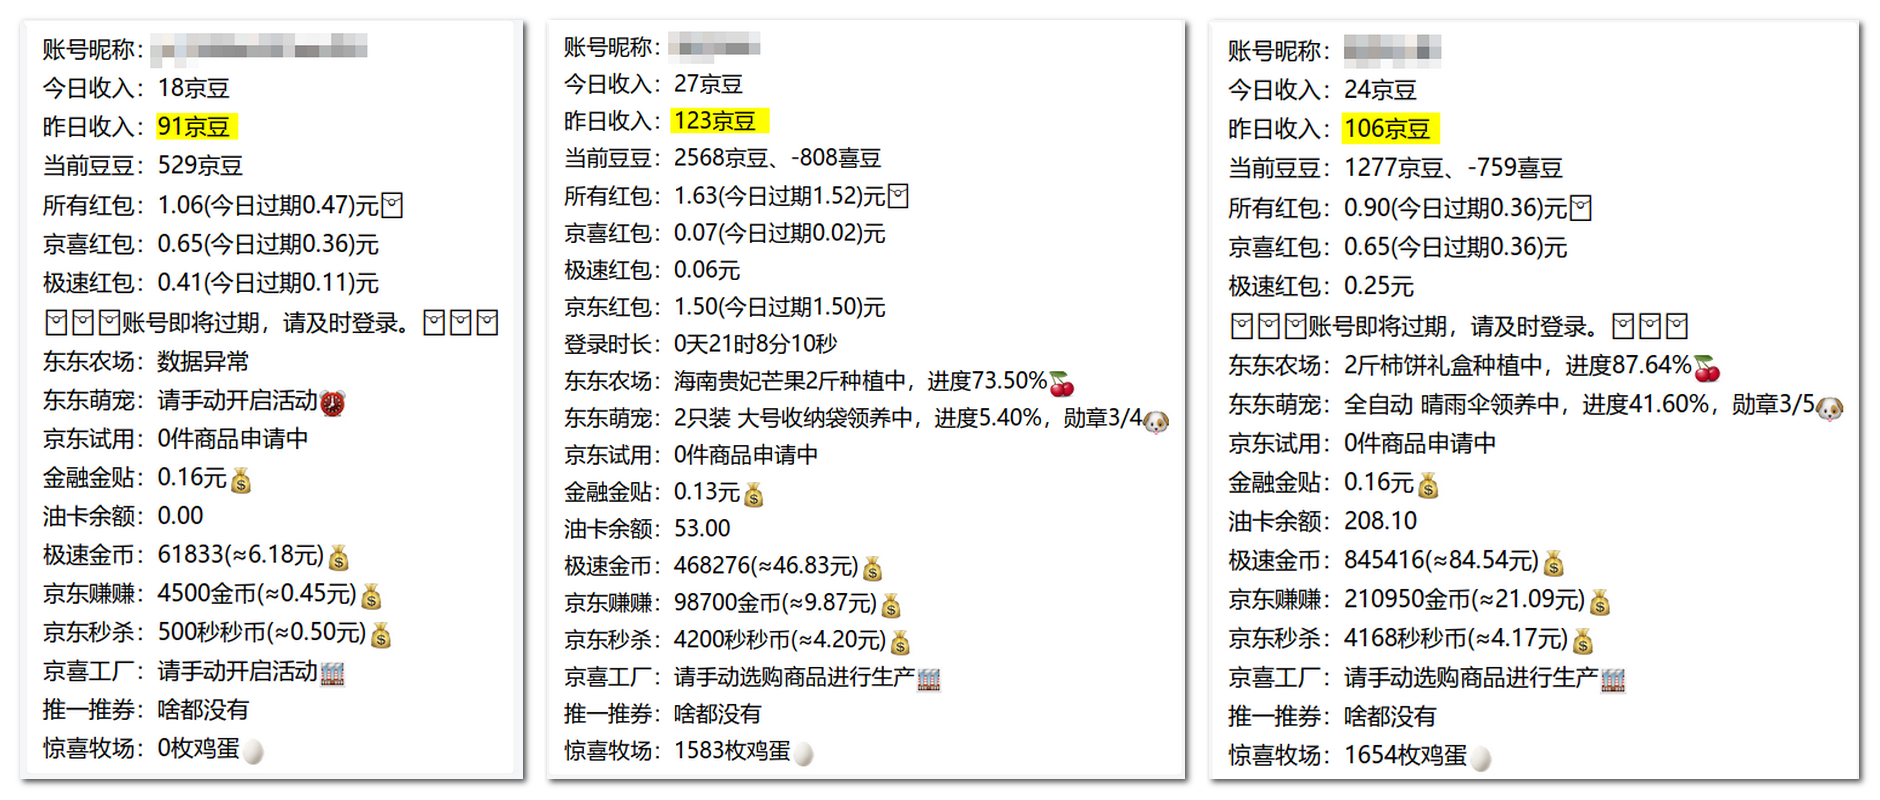 账号昵称：
今日收入：18京豆
昨日收入：91京豆
当前豆豆：529京豆
所有红包：1.06(今日过期0.47)元
京喜红包：0.65(今日过期0.36)元
极速红包：0.41(今日过期0.11)元
账号即将过期，请及时登录。
东东农场：数据异常
东东萌宠：请手动开启活动
京东试用：0件商品申请中
金融金贴：0.16元
油卡余额：0.00
极速金币：61833(≈6.18元)
京东赚赚：4500金币(≈0.45元)
京东秒杀：500秒秒币(≈0.50元)
京喜工厂：请手动开启活动
推一推券：啥都没有
惊喜牧场：0枚鸡蛋
账号昵称：
今日收入：27京豆
昨日收入：123京豆
当前豆豆：2568京豆、-808喜豆
所有红包：1.63(今日过期1.52)元
京喜红包：0.07(今日过期0.02)元
极速红包：0.06元
京东红包：1.50(今日过期1.50)元
登录时长：0天21时8分10秒
东东农场：海南贵妃芒果2斤种植中，进度73.50%
东东萌宠：2只装 大号收纳袋领养中，进度5.40%，勋章3/4
京东试用：0件商品申请中
金融金贴：0.13元
油卡余额：53.00
极速金币：468276(≈46.83元)
京东赚赚：98700金币(≈9.87元)
京东秒杀：4200秒秒币(≈4.20元)
京喜工厂：请手动选购商品进行生产
推一推券：啥都没有
惊喜牧场：1583枚鸡蛋
账号昵称：
今日收入：24京豆
昨日收入：106京豆
当前豆豆：1277京豆、-759喜豆
所有红包：0.90(今日过期0.36)元
京喜红包：0.65(今日过期0.36)元
极速红包：0.25元
账号即将过期，请及时登录。
东东农场：2斤柿饼礼盒种植中，进度87.64%
东东萌宠：全自动 晴雨伞领养中，进度41.60%，勋章3/5
京东试用：0件商品申请中
金融金贴：0.16元
油卡余额：208.10
极速金币：845416(≈84.54元)
京东赚赚：210950金币(≈21.09元)
京东秒杀：4168秒秒币(≈4.17元)
京喜工厂：请手动选购商品进行生产
推一推券：啥都没有
惊喜牧场：1654枚鸡蛋